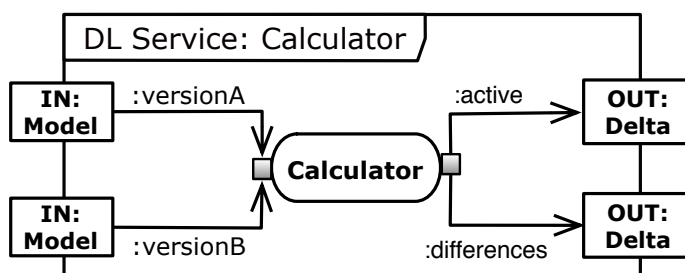 DL Service: Calculator
IN:
Model
:versionA
:active
OUT:
Delta
Calculator
IN:
Model
:versionB
:differences
OUT:
Delta